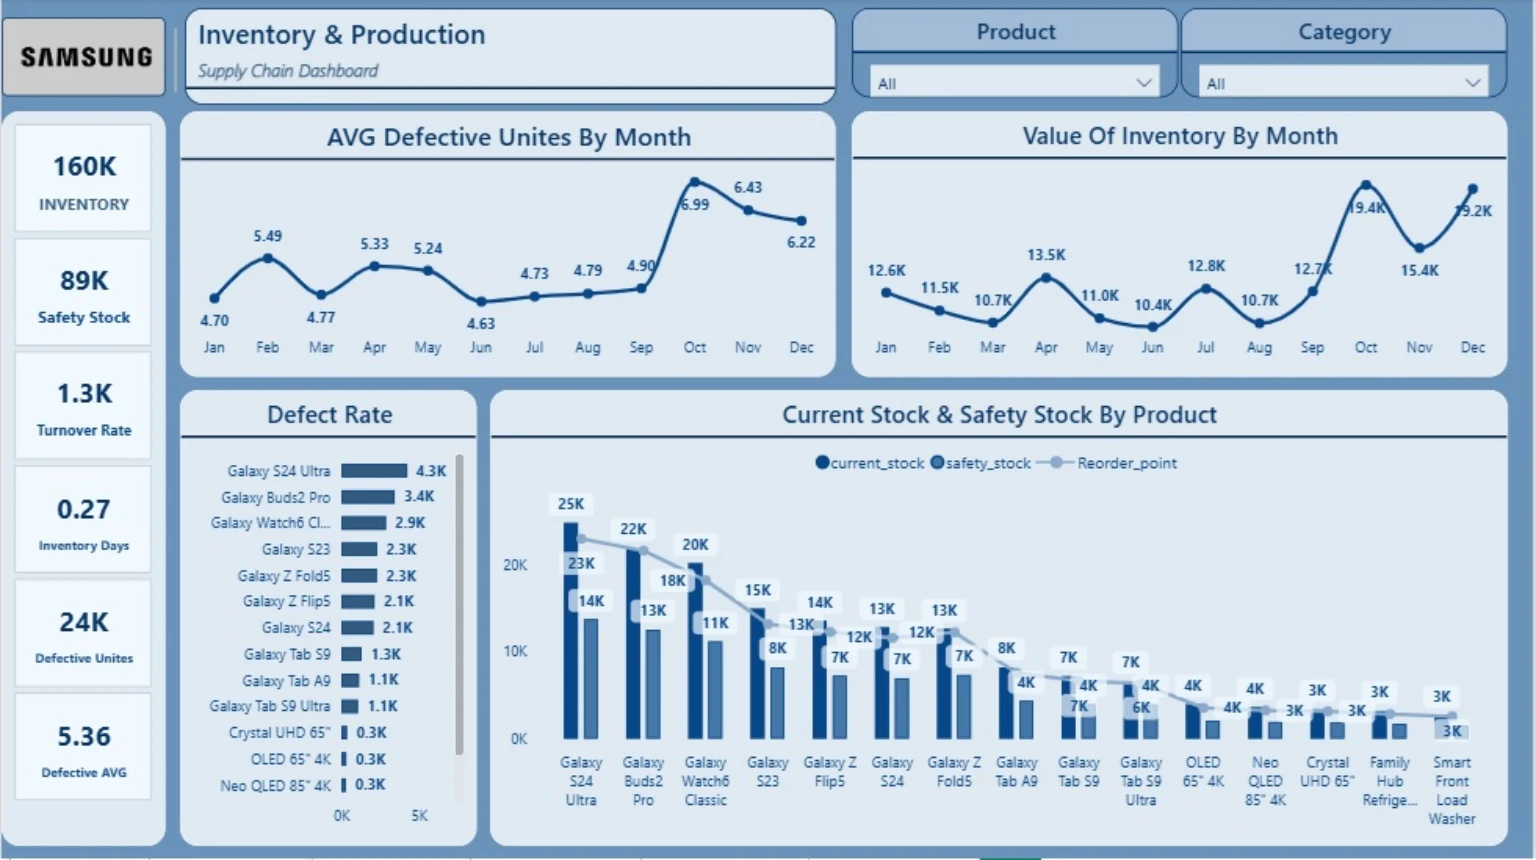 SAMSUNG
Inventory & Production
Supply Chain Dashboard
Product
All
Category
All
160K
INVENTORY
89K
Safety Stock
1.3K
Turnover Rate
0.27
Inventory Days
24K
Defective Unites
5.36
Defective AVG
AVG Defective Unites By Month
4.70
5.49
4.77
5.33
5.24
4.63
4.73
4.79
4.90
6.99
6.43
6.22
Jan Feb Mar Apr May Jun Jul Aug Sep Oct Nov Dec
Value Of Inventory By Month
12.6K
11.5K
10.7K
13.5K
11.0K
10.4K
12.8K
10.7K
12.7K
19.4K
15.4K
19.2K
Jan Feb Mar Apr May Jun Jul Aug Sep Oct Nov Dec
Defect Rate
Galaxy S24 Ultra 4.3K
Galaxy Buds2 Pro 3.4K
Galaxy Watch6 Cl... 2.9K
Galaxy S23 2.3K
Galaxy Z Fold5 2.3K
Galaxy Z Flip5 2.1K
Galaxy S24 2.1K
Galaxy Tab S9 1.3K
Galaxy Tab A9 1.1K
Galaxy Tab S9 Ultra 1.1K
Crystal UHD 65" 0.3K
OLED 65" 4K 0.3K
Neo QLED 85" 4K 0.3K
0K 5K
Current Stock & Safety Stock By Product
current_stock safety_stock Reorder_point
20K
10K
0K
25K
23K
14K
22K
13K
20K
18K
11K
15K
8K
13K
14K
7K
12K
13K
7K
12K
13K
7K
8K
4K
7K
4K
7K
7K
4K
6K
4K
4K
4K
3K
3K
3K
3K
3K
3K
Galaxy S24 Ultra
Galaxy Buds2 Pro
Galaxy Watch6 Classic
Galaxy S23
Galaxy Z Flip5
Galaxy S24
Galaxy Z Fold5
Galaxy Tab A9
Galaxy Tab S9
Galaxy Tab S9 Ultra
OLED 65" 4K
Neo QLED 85" 4K
Crystal UHD 65"
Family Hub Refrige...
Smart Front Load Washer